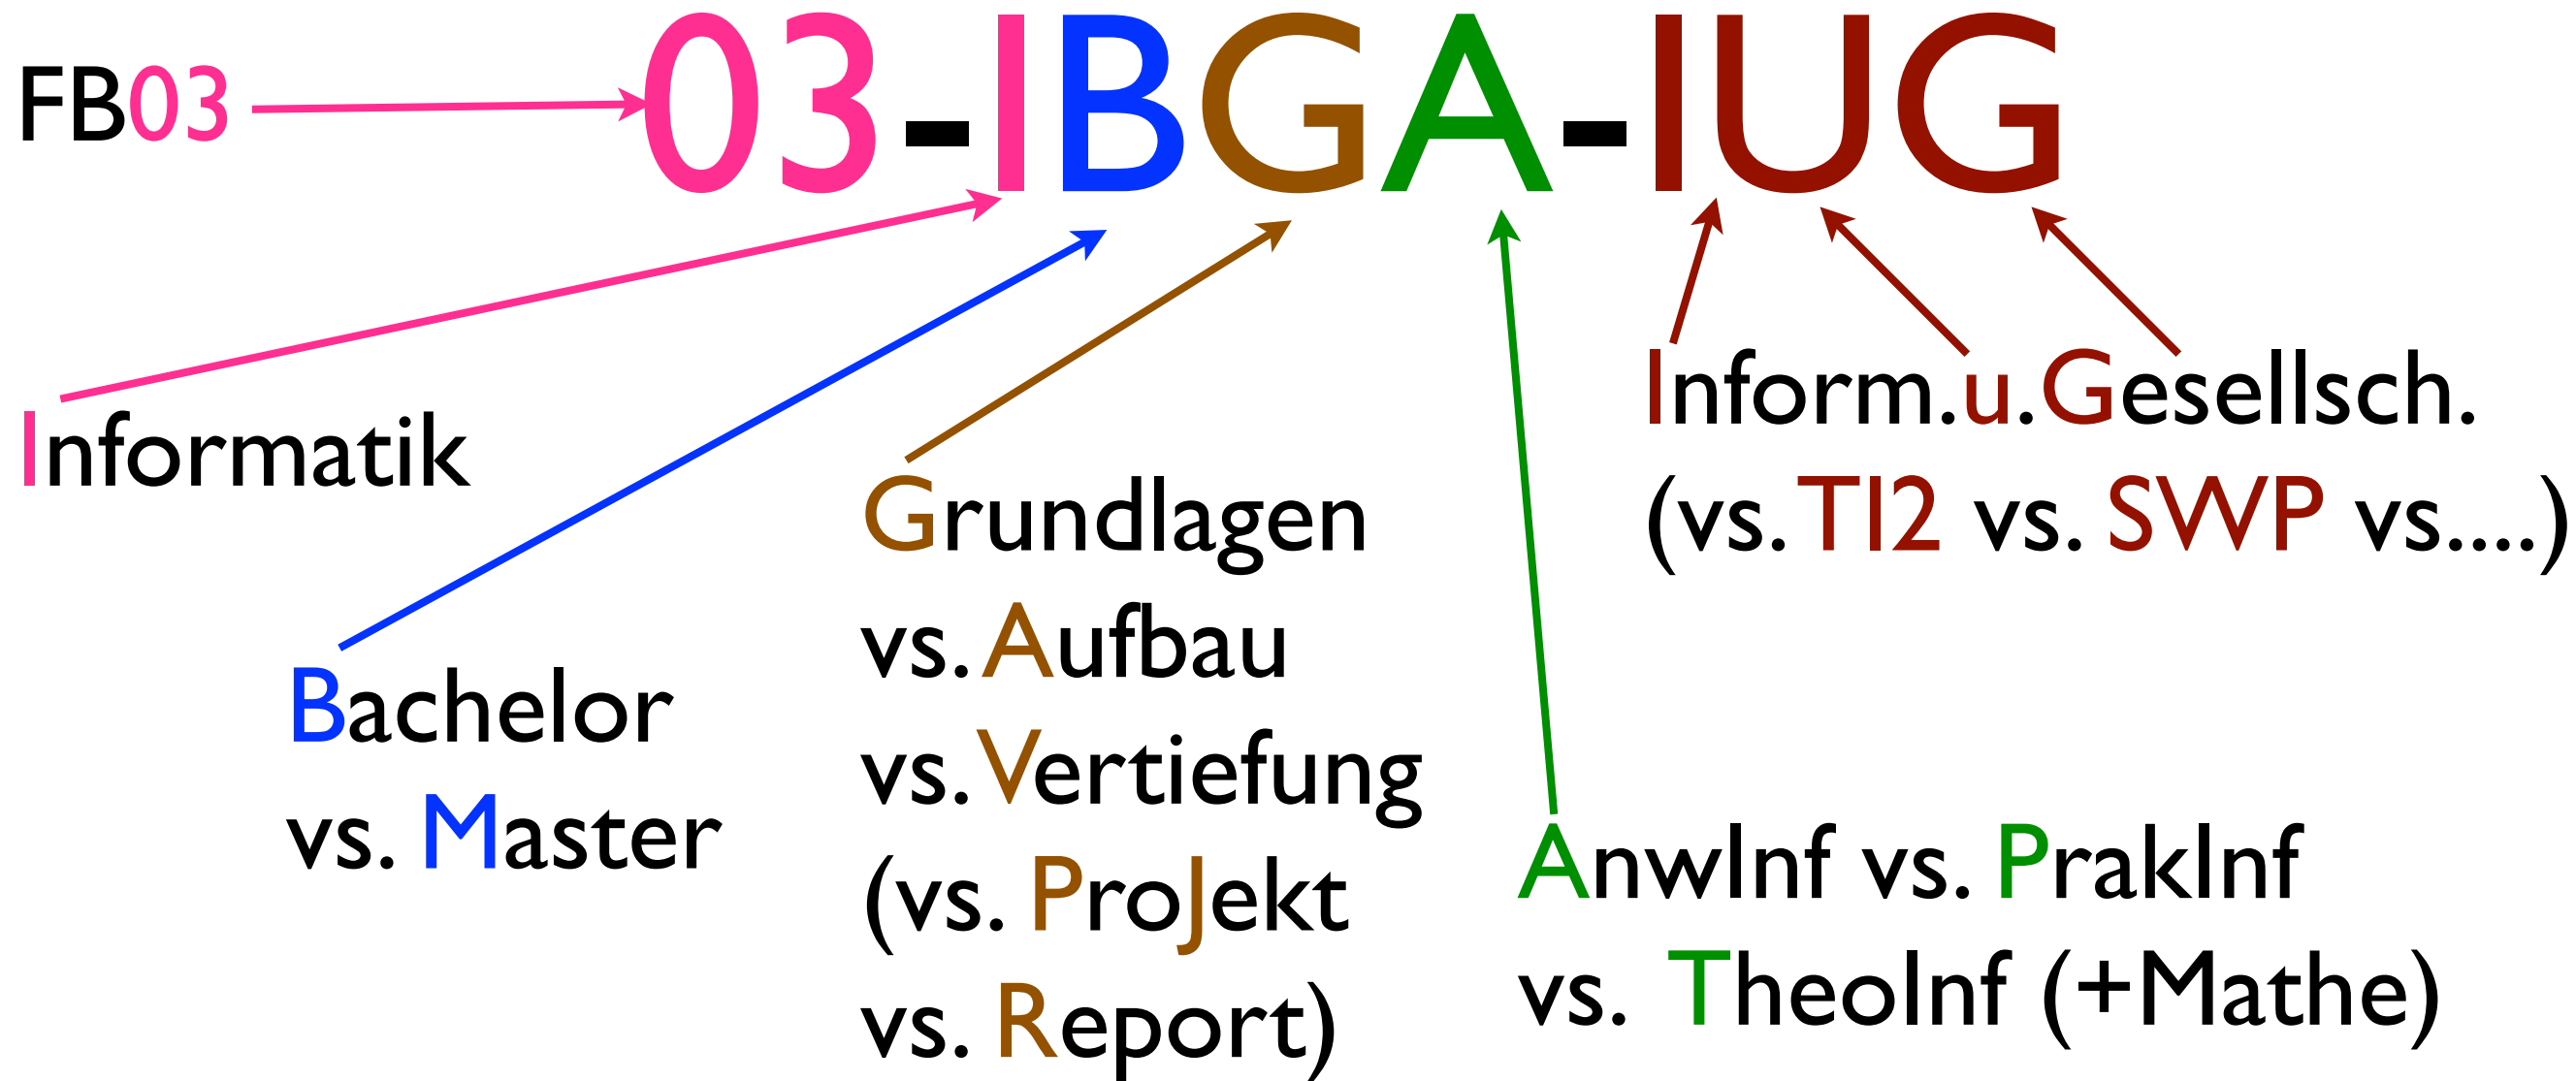 FB03
03-IBGA-IUG
Informatik
Bachelor
vs. Master
Grundlagen
vs. Aufbau
vs. Vertiefung
(vs. ProJekt
vs. Report)
AnwInf vs. PrakInf
vs. TheoInf (+Mathe)
Inform.u.Gesellsch.
(vs. TI2 vs. SWP vs....)